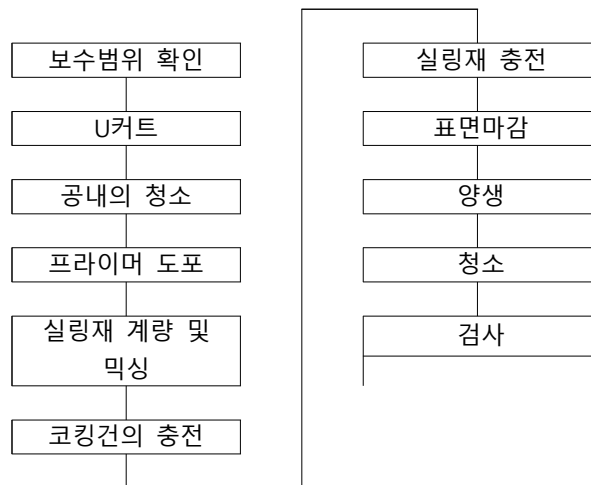 보수범위 확인
U커트
공내의 청소
프라이머 도포
실링재 계량 및
믹싱
코킹건의 충전
실링재 충전
표면마감
양생
청소
검사